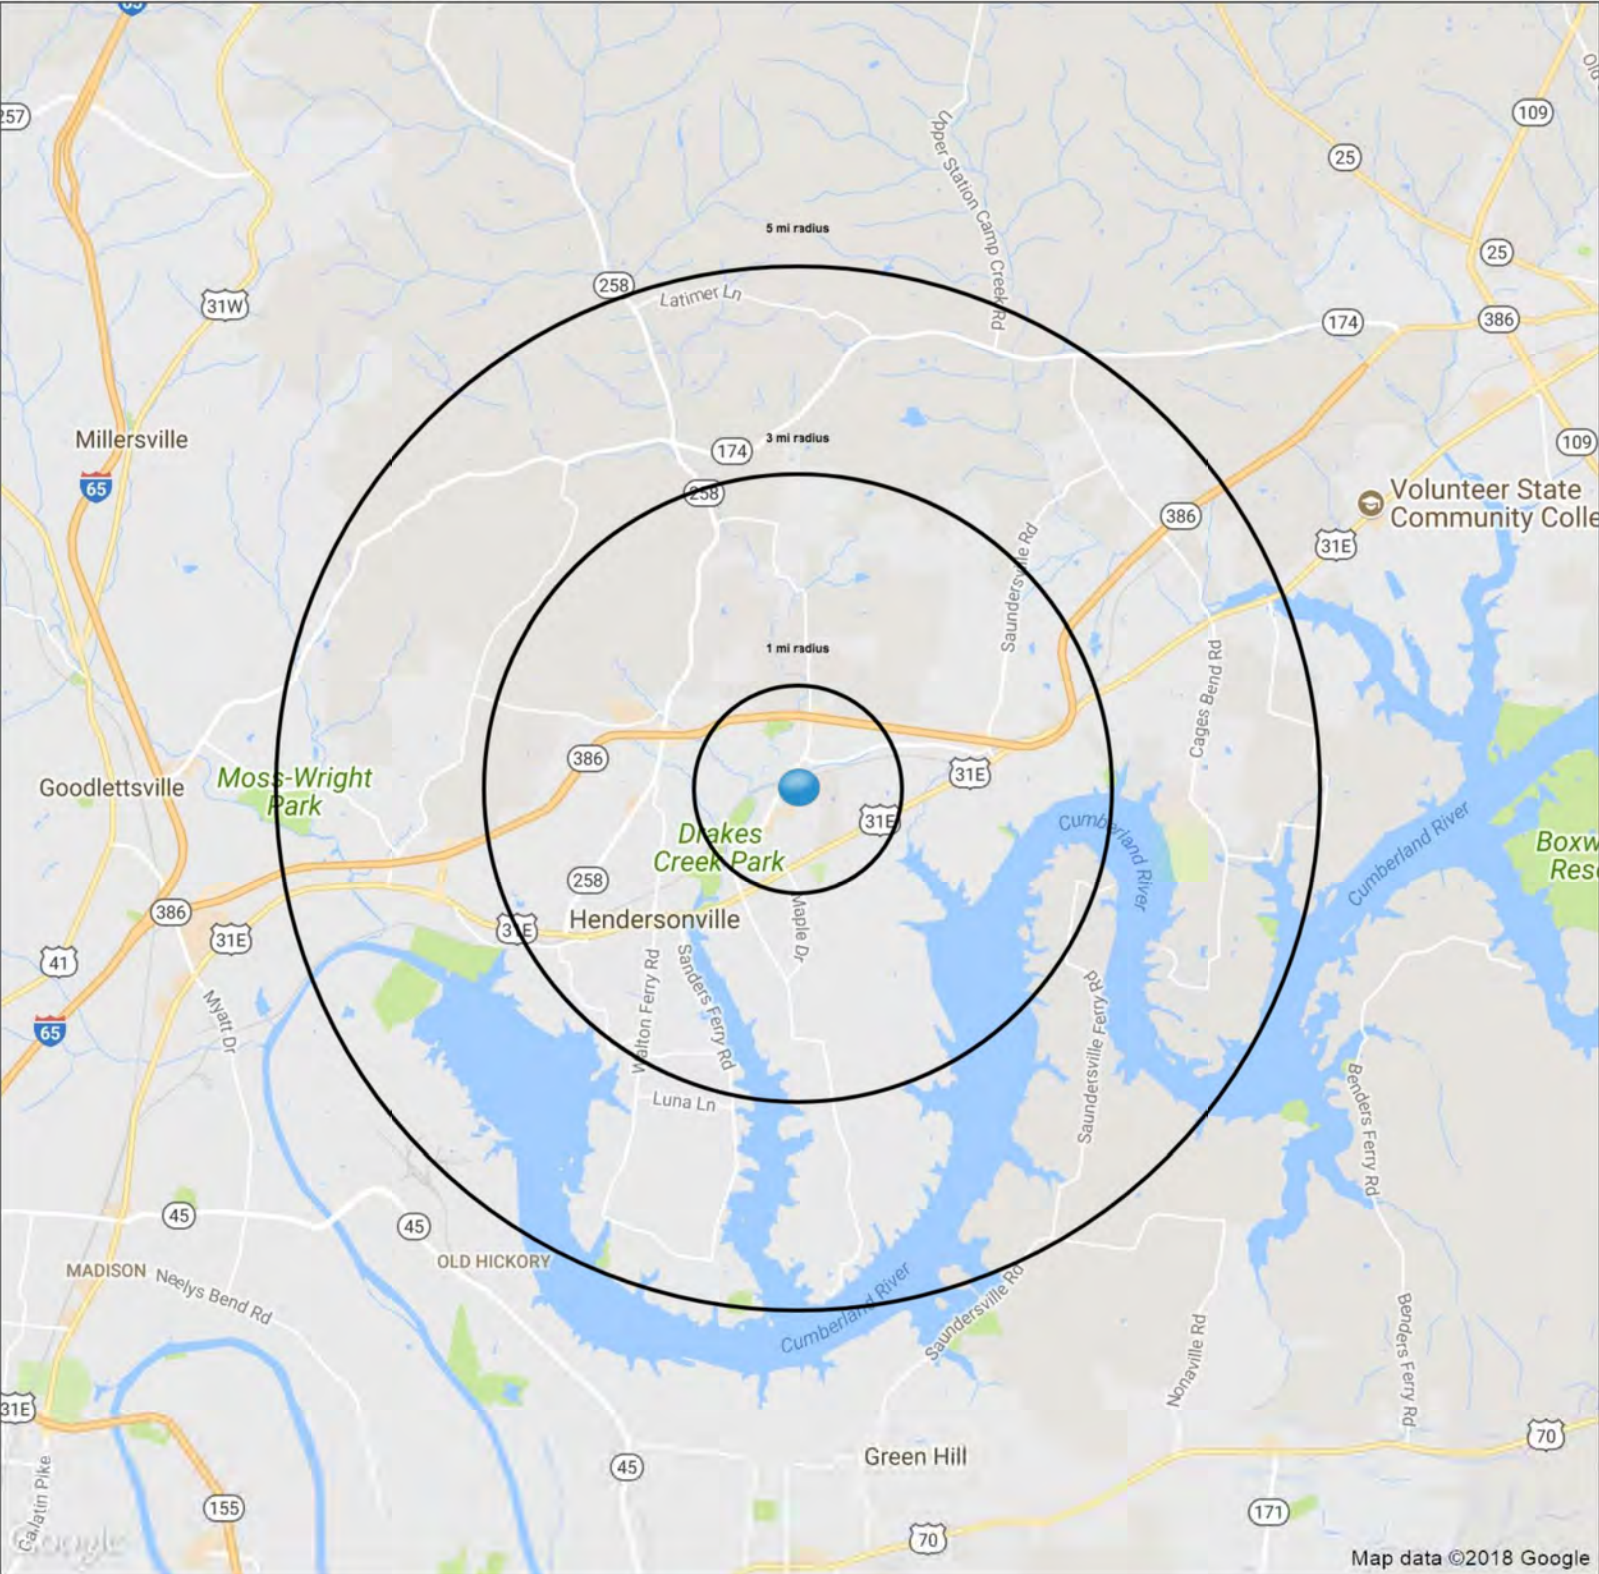 65
257
109
Upper Station Camp Creek Rd
25
5 mi radius
25
258
Latimer Ln
31W
174
386
Millersville
3 mi radius
174
109
65
258
Volunteer State
Community Colle
386
31E
Saundersville Rd
1 mi radius
Cages Bend Rd
386
31E
Moss-Wright
Park
Goodlettsville
31E
Drakes
Creek Park
Cumberland River
Cumberland River
Boxw
Res
258
386
31E
Hendersonville
31E
Maple Dr
41
Walton Ferry Rd
Sanders Ferry Rd
Saundersville Ferry Rd
65
Myatt Dr
Luna Ln
Benders Ferry Rd
45
45
MADISON
OLD HICKORY
Neelys Bend Rd
Cumberland River
Saundersville Rd
Nonaville Rd
Benders Ferry Rd
31E
70
Green Hill
45
Gallatin Pike
155
171
70
Google
Map data ©2018 Google